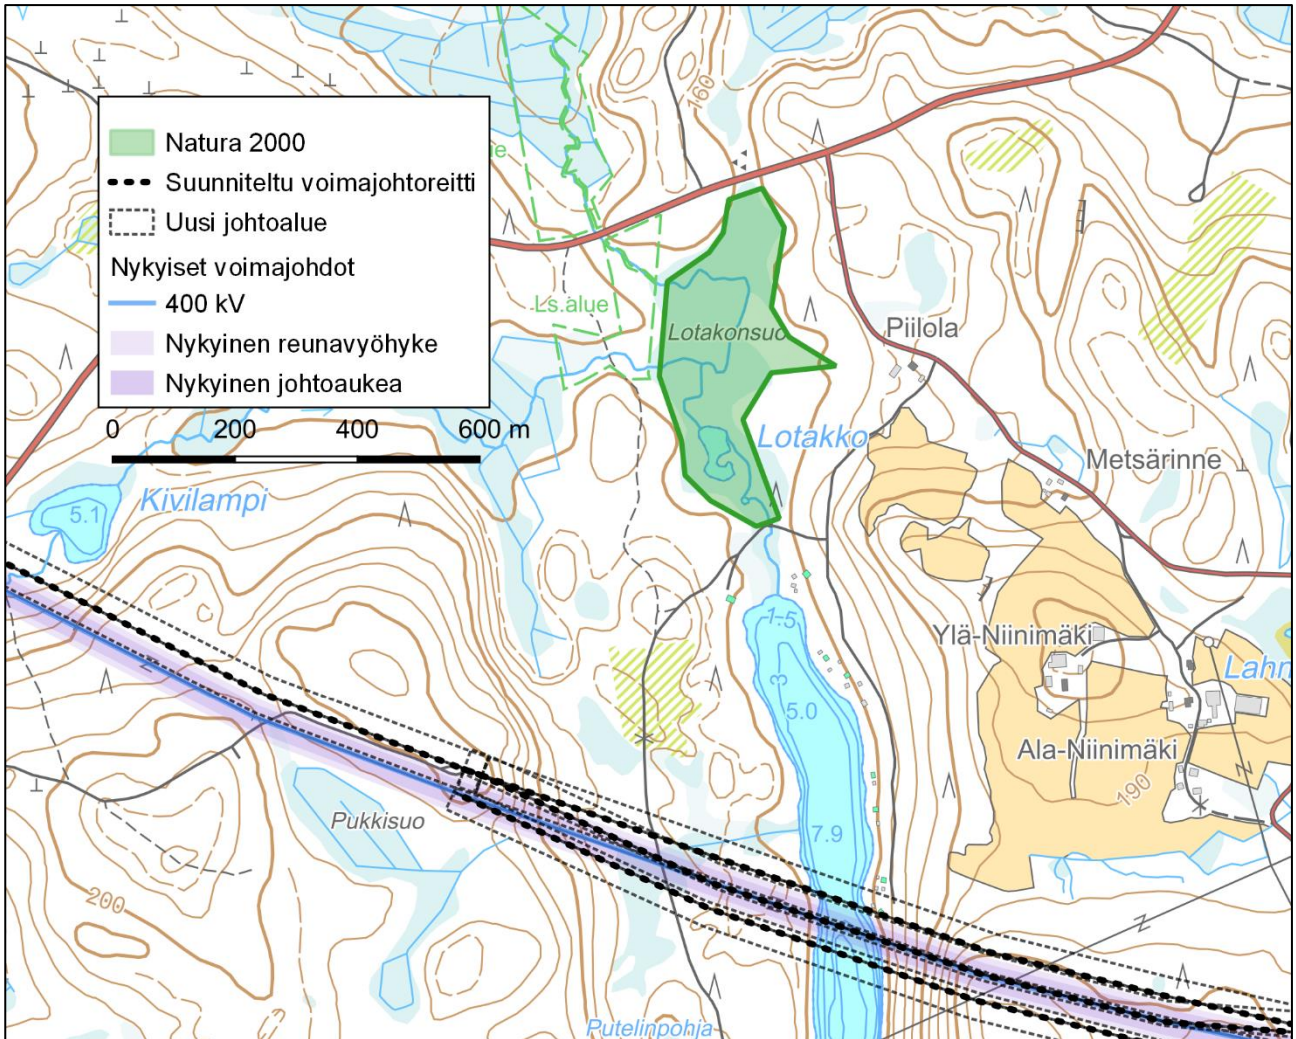 160
Natura 2000
Suunniteltu voimajohtoreitti
Uusi johtoalue
Nykyiset voimajohdot
400 kV
Nykyinen reunavyöhyke
Nykyinen johtoaukea
0 200 400 600 m
Ls.alue
Lotakonsuo
Piilola
Lotakko
Metsärinne
Kivilampi
5.1
1.5
Ylä-Niinimäki
Lahn
3
5.0
Ala-Niinimäki
190
Pukkisuo
7.9
200
Putelinpohja